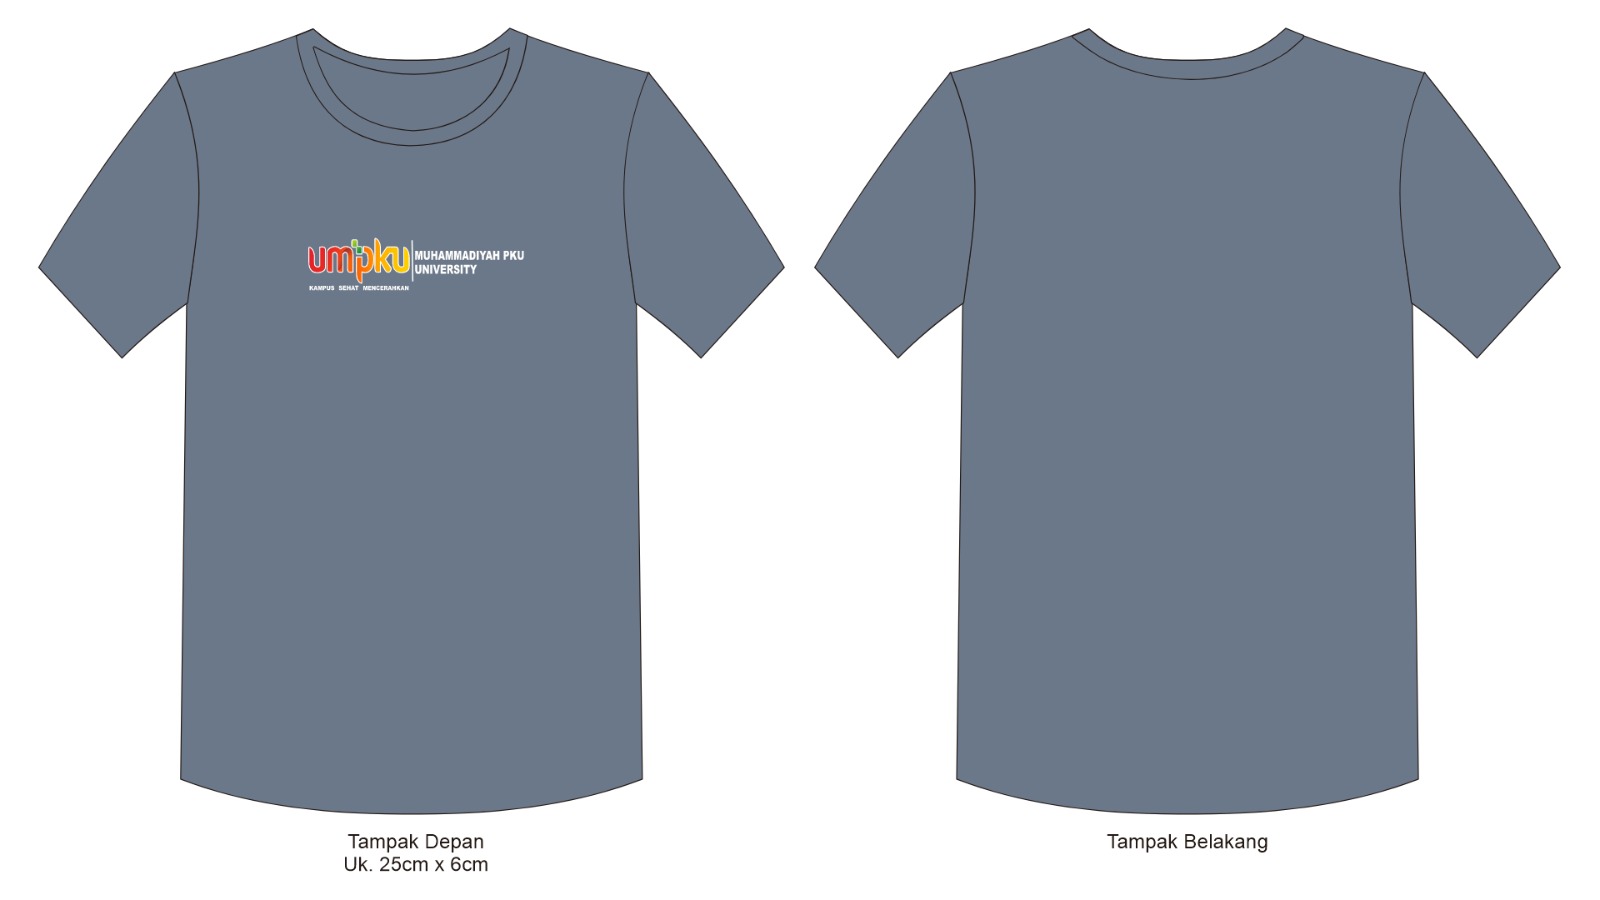 umpku
MUHAMMADIYAH PKU
UNIVERSITY
KAMPUS SEHAT MENCERAHKAN
Tampak Depan
Uk. 25cm x 6cm
Tampak Belakang